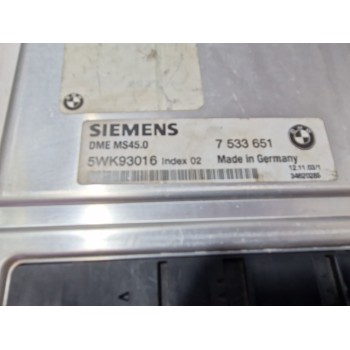 SIEMENS
DME MS45.0 7 533 651
5WK93016 Index 02 Made in Germany
A